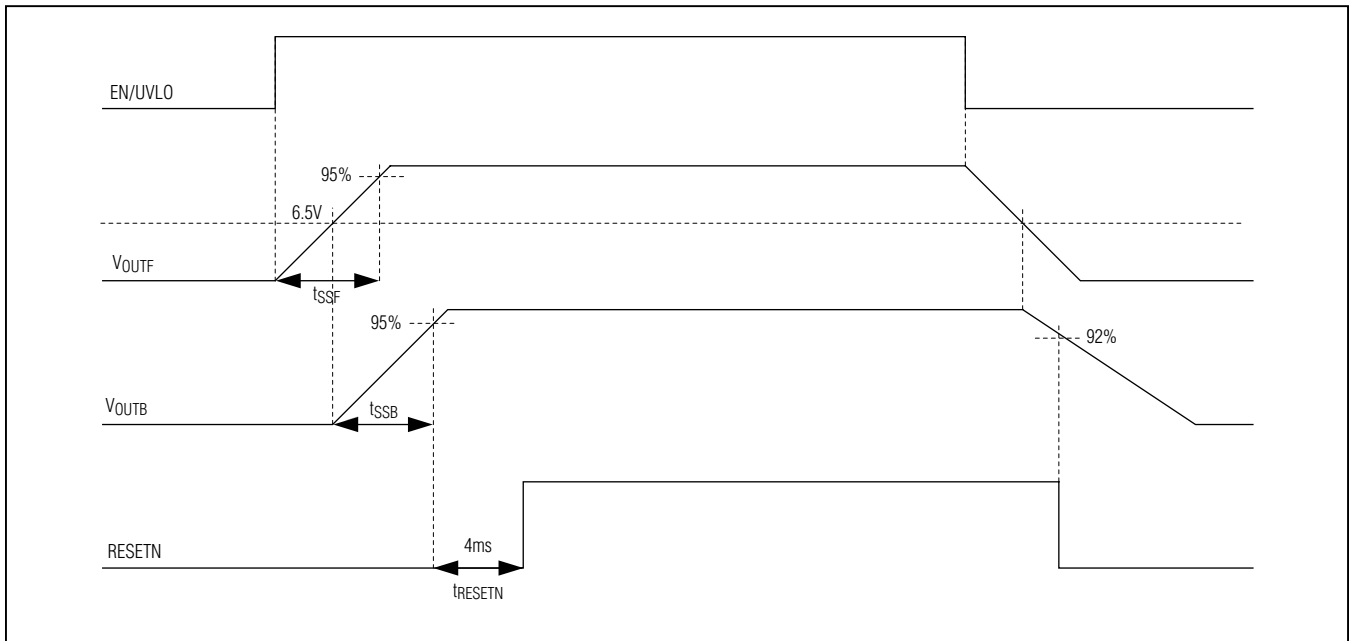 EN/UVLO
95%
6.5V
VOUTF
tSSF
95%
92%
VOUTB
tSSB
4ms
RESETN
tRESETN